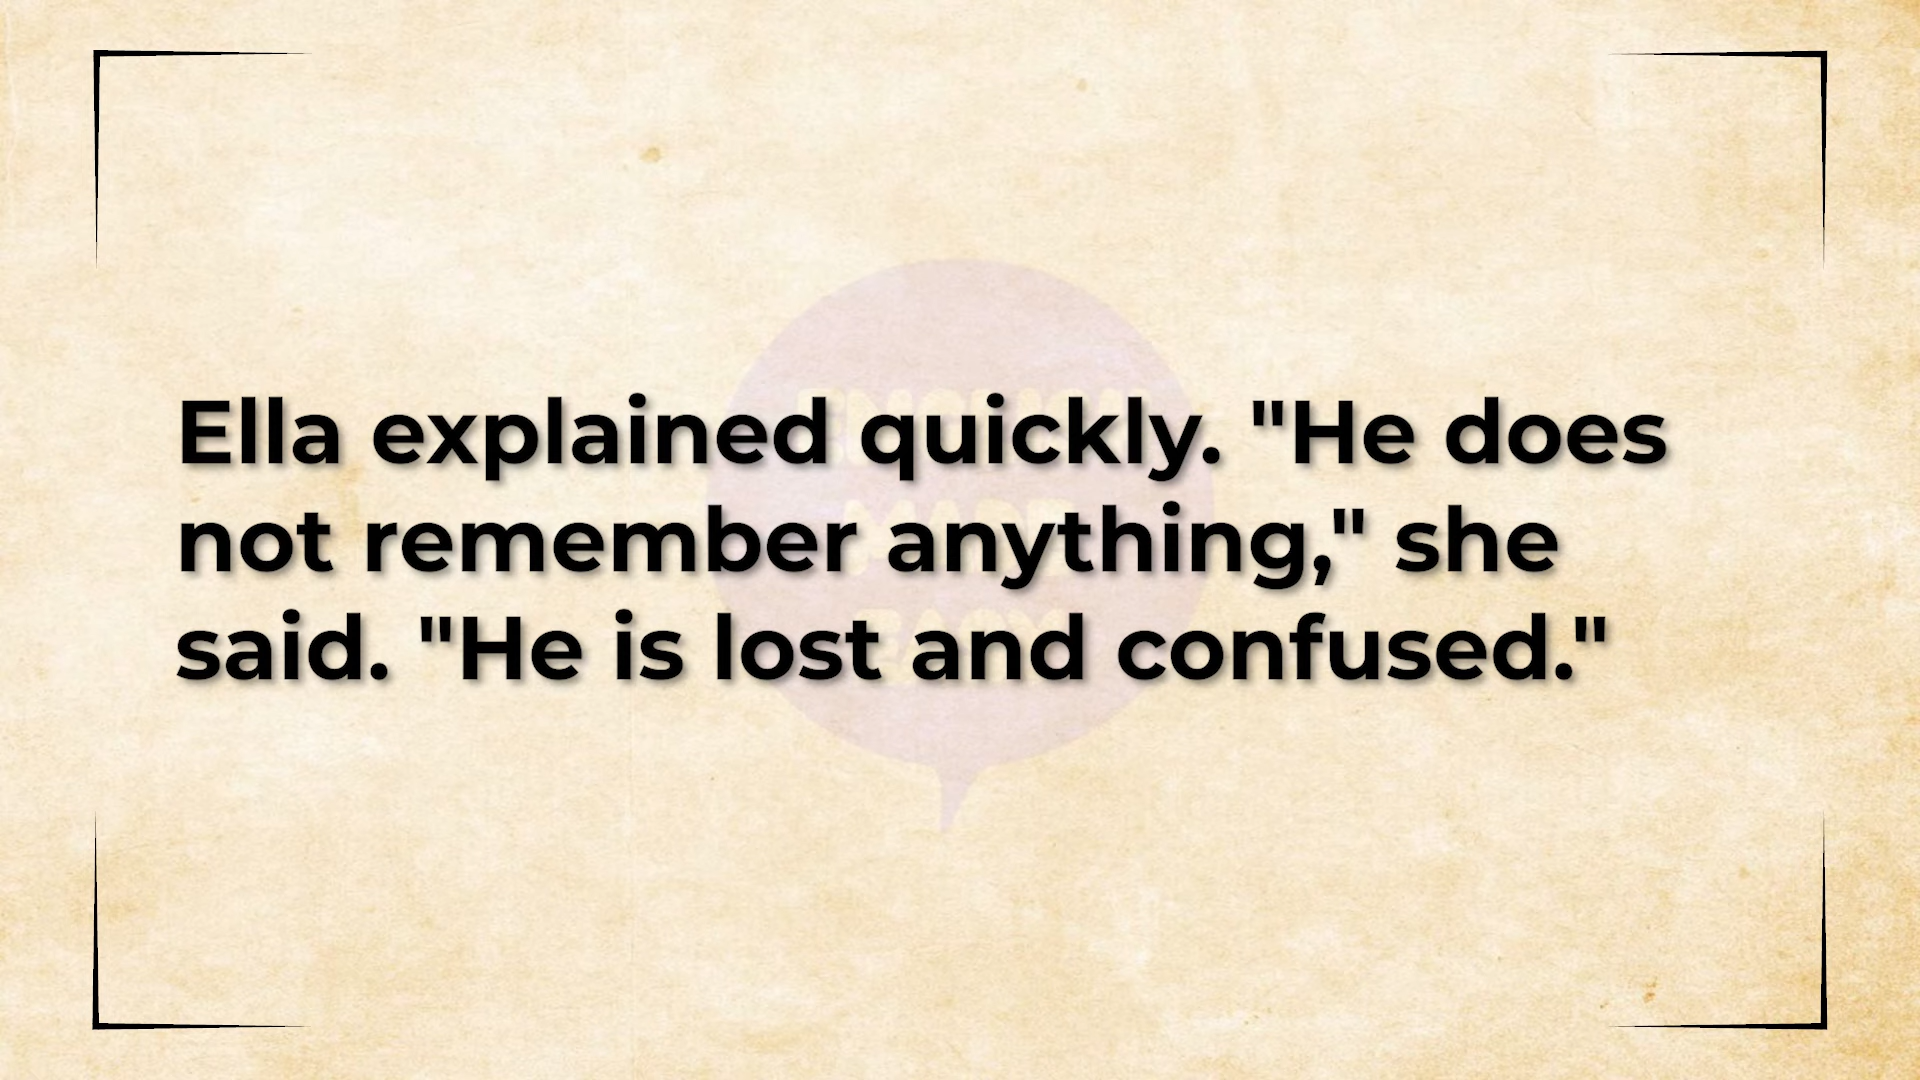 Ella explained quickly. "He does
not remember anything," she
said. "He is lost and confused."